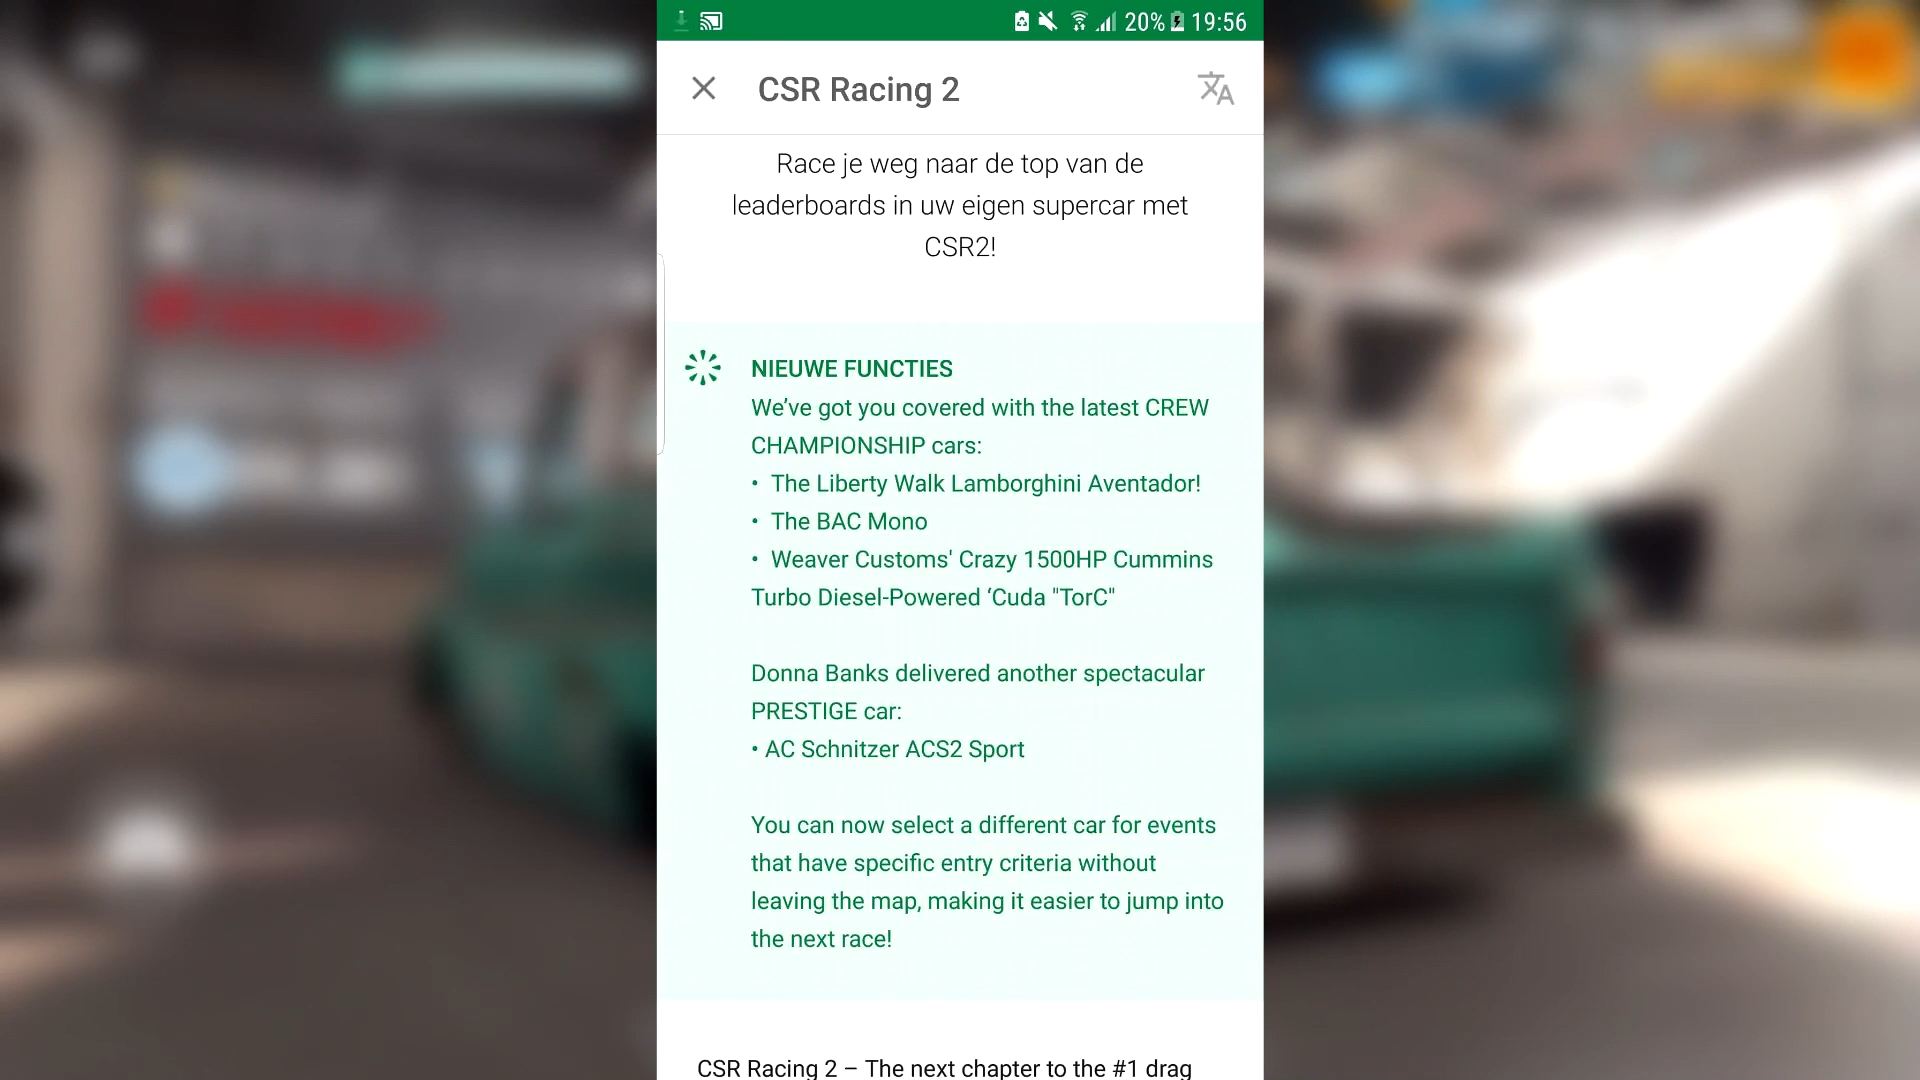 20% 19:56
CSR Racing 2
Race je weg naar de top van de
leaderboards in uw eigen supercar met
CSR2!
NIEUWE FUNCTIES
We’ve got you covered with the latest CREW
CHAMPIONSHIP cars:
• The Liberty Walk Lamborghini Aventador!
• The BAC Mono
• Weaver Customs' Crazy 1500HP Cummins
Turbo Diesel-Powered ‘Cuda "TorC"
Donna Banks delivered another spectacular
PRESTIGE car:
• AC Schnitzer ACS2 Sport
You can now select a different car for events
that have specific entry criteria without
leaving the map, making it easier to jump into
the next race!
CSR Racing 2 – The next chapter to the #1 drag